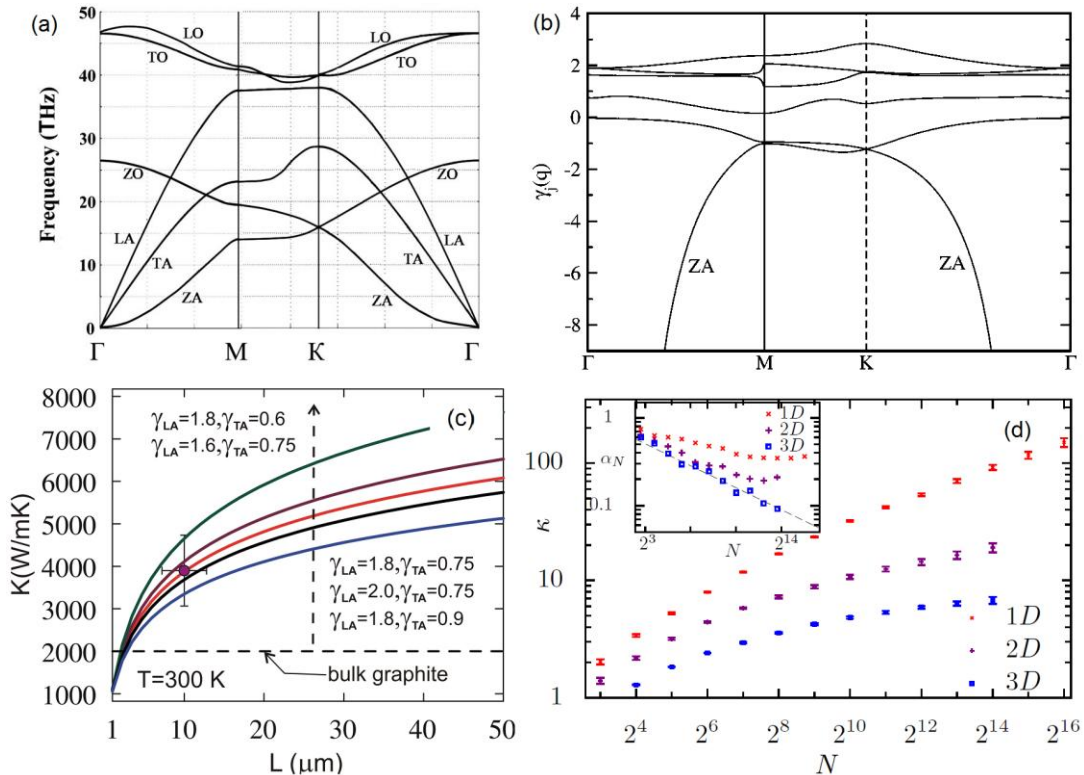 (a)
50
40
30
20
10
0
Frequency (THz)
LO
TO
ZO
LA
TA
ZA
LO
TO
ZO
LA
TA
ZA
Γ M K Γ
(b)
4
2
0
-2
-4
-6
-8
γj(q)
ZA ZA
Γ M K Γ
(c)
8000
7000
6000
5000
4000
3000
2000
1000
K(W/mK)
γLA=1.8,γTA=0.6
γLA=1.6,γTA=0.75
γLA=1.8,γTA=0.75
γLA=2.0,γTA=0.75
γLA=1.8,γTA=0.9
bulk graphite
T=300 K
1 10 20 30 40 50
L (μm)
(d)
100
10
1
κ
1
0.1
αN
1D
2D
3D
2^3 N 2^14
1D
2D
3D
2^4 2^6 2^8 2^10 2^12 2^14 2^16
N